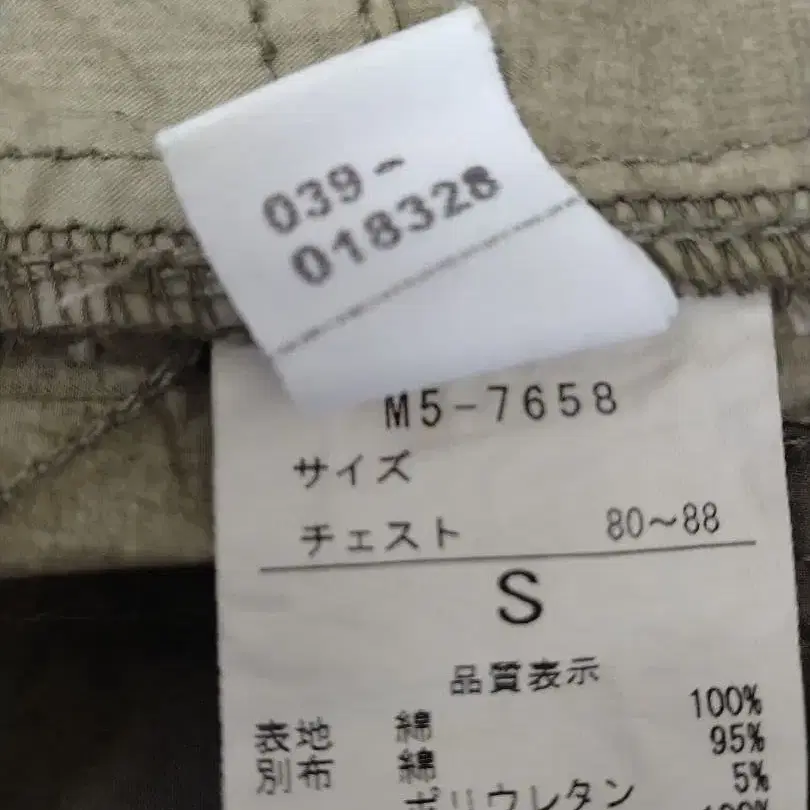 039-
018328
M5-7658
サイズ
チェスト 80~88
S
品質表示
表地 綿 100%
別布 綿 95%
ポリウレタン 5%